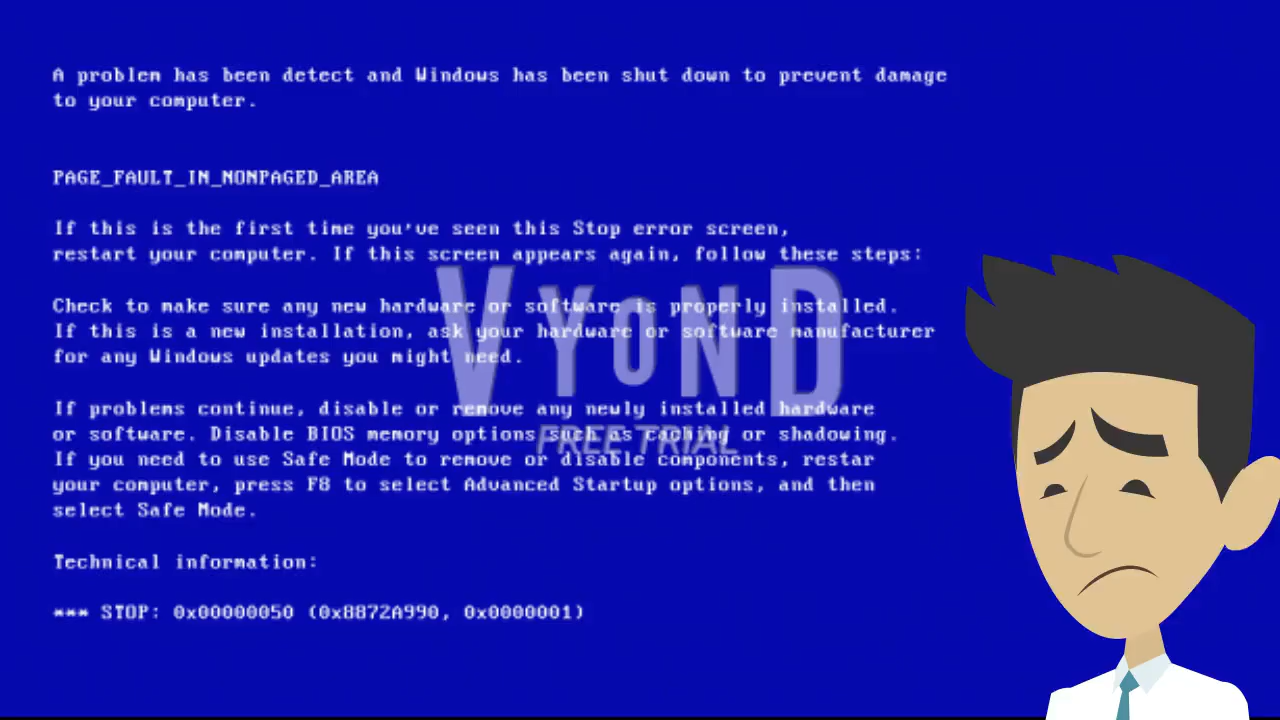 A problem has been detect and Windows has been shut down to prevent damage
to your computer.
PAGE_FAULT_IN_NONPAGED_AREA
If this is the first time you've seen this Stop error screen,
restart your computer. If this screen appears again, follow these steps:
Check to make sure any new hardware or software is properly installed.
If this is a new installation, ask your hardware or software manufacturer
for any Windows updates you might need.
If problems continue, disable or remove any newly installed hardware
or software. Disable BIOS memory options such as caching or shadowing.
If you need to use Safe Mode to remove or disable components, restar
your computer, press F8 to select Advanced Startup options, and then
select Safe Mode.
Technical information:
*** STOP: 0x00000050 (0x8872A990, 0x0000001)
VYOND
FREE TRIAL